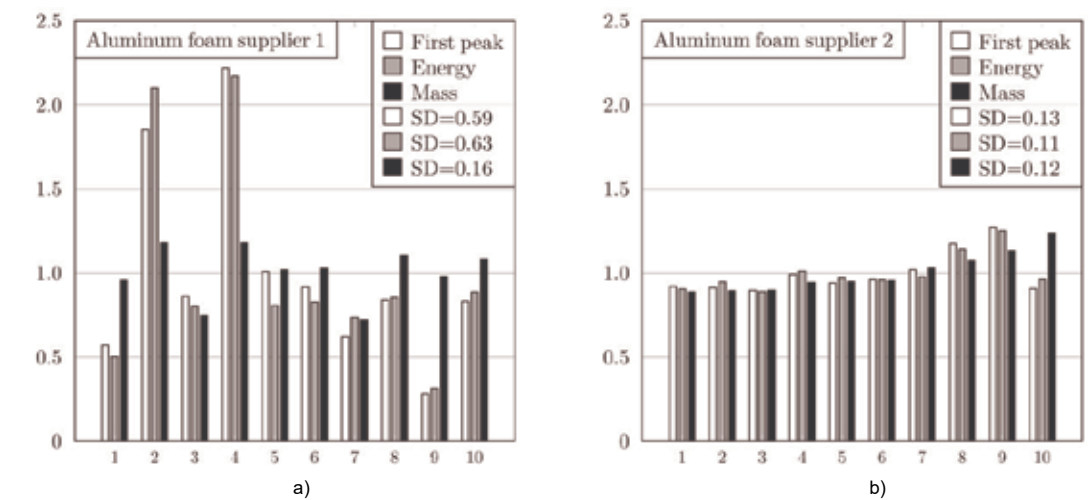 2.5
2.0
1.5
1.0
0.5
0
Aluminum foam supplier 1
First peak
Energy
Mass
SD=0.59
SD=0.63
SD=0.16
1 2 3 4 5 6 7 8 9 10
a)
2.5
2.0
1.5
1.0
0.5
0
Aluminum foam supplier 2
First peak
Energy
Mass
SD=0.13
SD=0.11
SD=0.12
1 2 3 4 5 6 7 8 9 10
b)